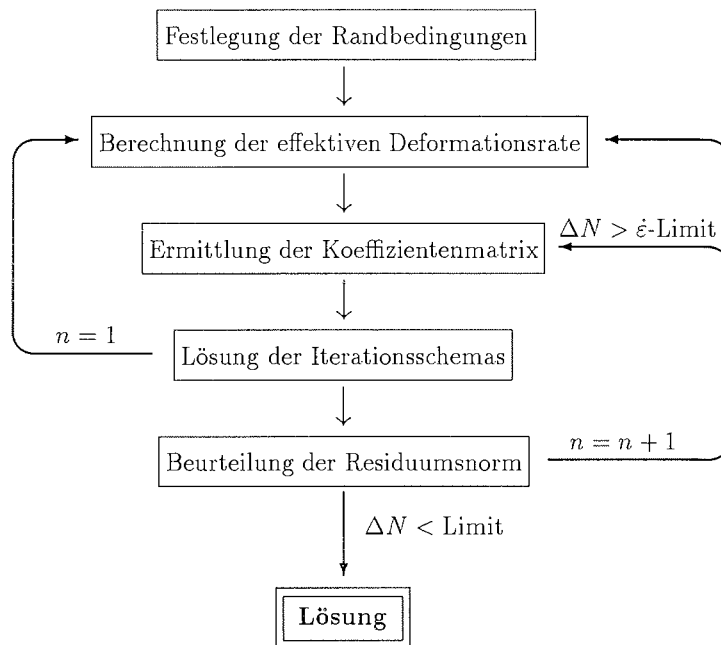 Festlegung der Randbedingungen
Berechnung der effektiven Deformationsrate
ΔN > ε̇-Limit
Ermittlung der Koeffizientenmatrix
n = 1
Lösung der Iterationsschemas
n = n + 1
Beurteilung der Residuumsnorm
ΔN < Limit
Lösung